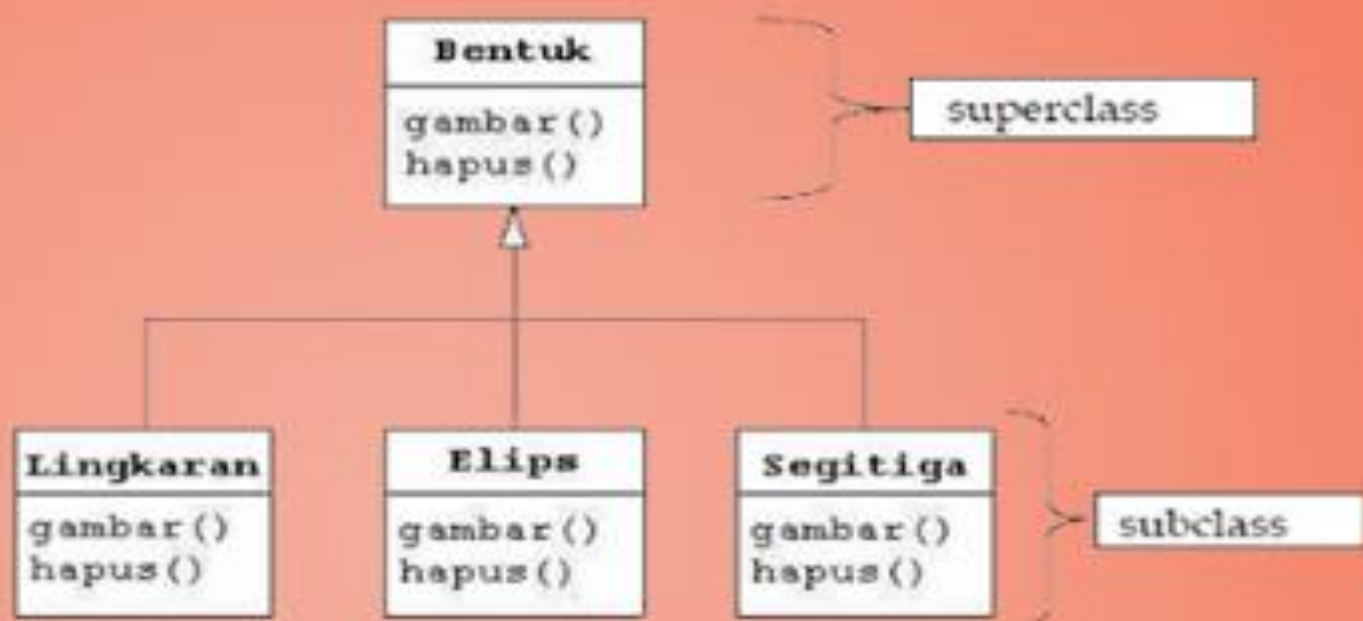 Bentuk
gambar()
hapus()
superclass
Lingkaran
gambar()
hapus()
Elips
gambar()
hapus()
Segitiga
gambar()
hapus()
subclass